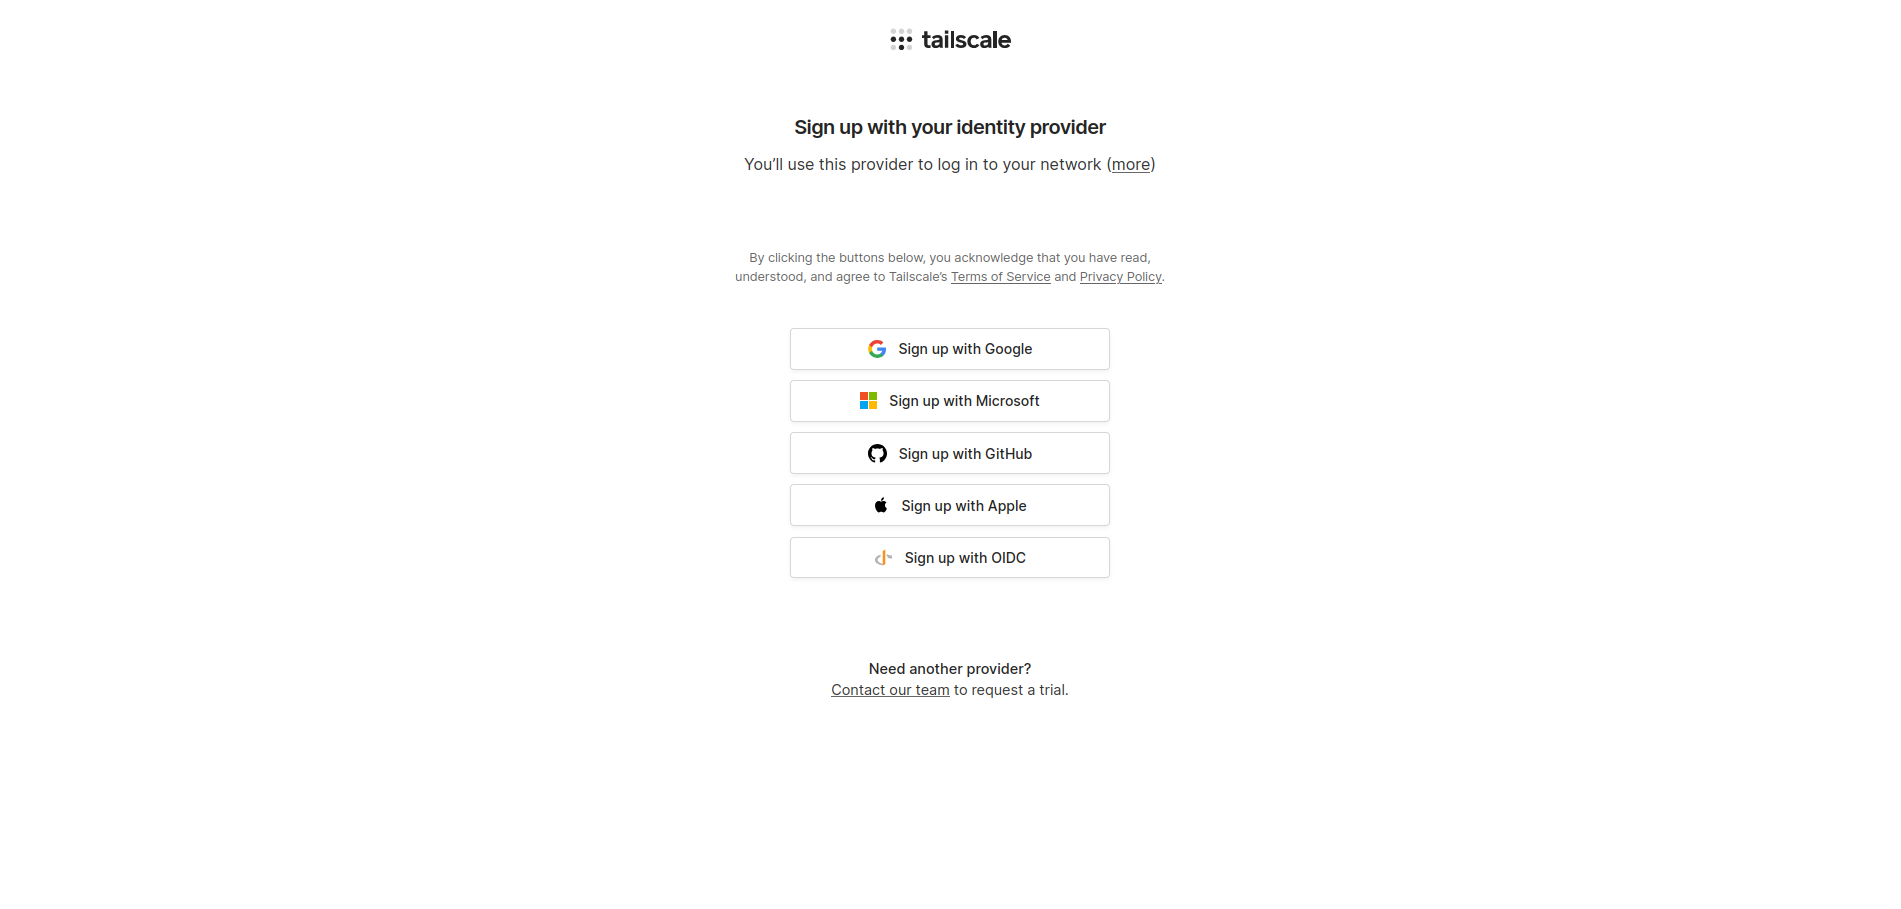 tailscale
Sign up with your identity provider
You’ll use this provider to log in to your network (more)
By clicking the buttons below, you acknowledge that you have read,
understood, and agree to Tailscale’s Terms of Service and Privacy Policy.
Sign up with Google
Sign up with Microsoft
Sign up with GitHub
Sign up with Apple
Sign up with OIDC
Need another provider?
Contact our team to request a trial.